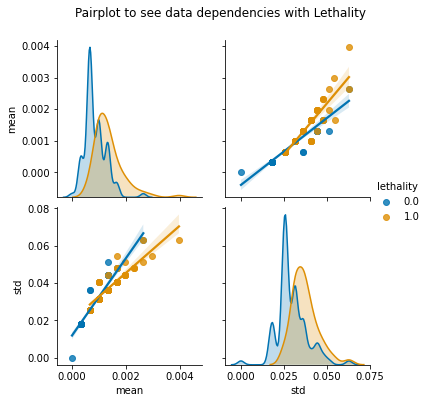 Pairplot to see data dependencies with Lethality
0.004
0.003
0.002
0.001
0.000
mean
lethality
0.0
1.0
0.08
0.06
0.04
0.02
0.00
std
0.000 0.002 0.004
mean
0.000 0.025 0.050 0.075
std